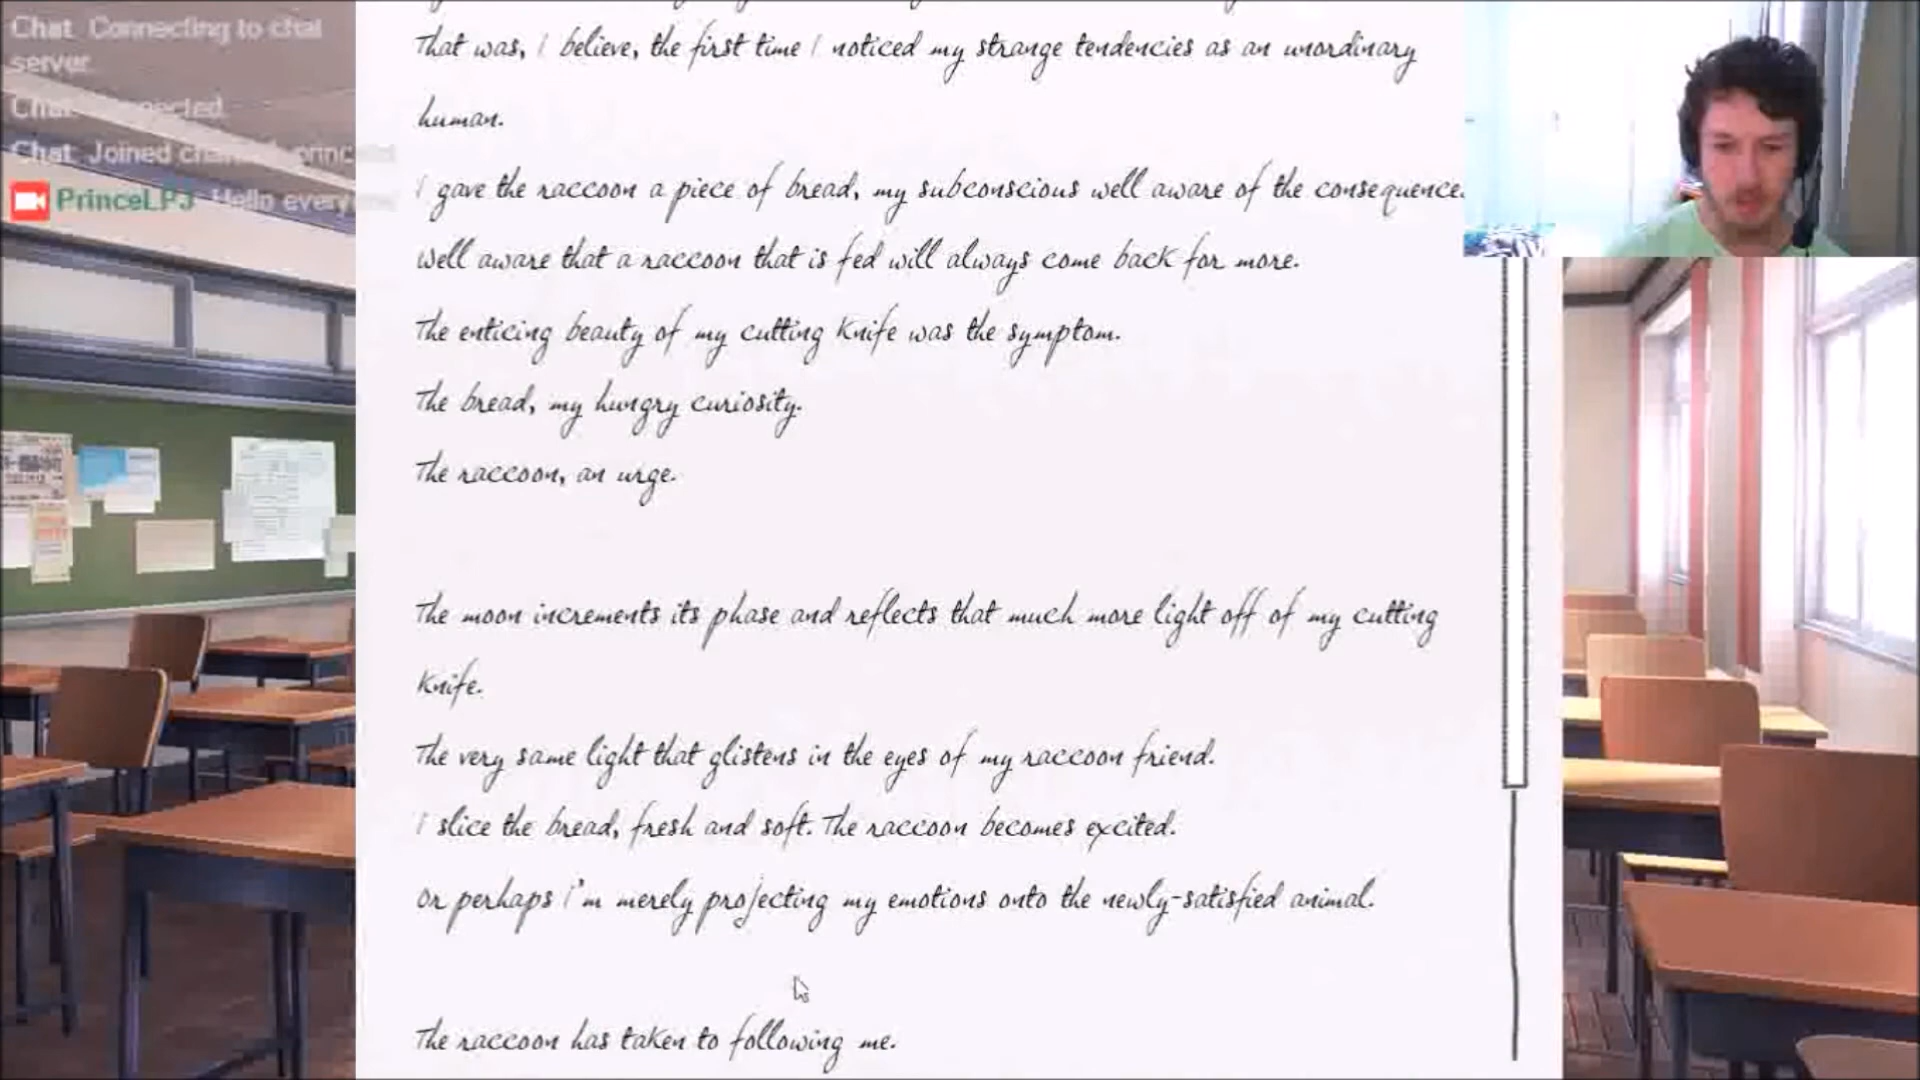 Chat Connecting to chat
server
Chat
Chat Joined
PrinceLPJ Hello
That was, I believe, the first time I noticed my strange tendencies as an unordinary
human.
I gave the raccoon a piece of bread, my subconscious well aware of the consequence.
Well aware that a raccoon that is fed will always come back for more.
The enticing beauty of my cutting knife was the symptom.
The bread, my hungry curiosity.
The raccoon, an urge.
The moon increments its phase and reflects that much more light off of my cutting
knife.
The very same light that glistens in the eyes of my raccoon friend.
I slice the bread, fresh and soft. The raccoon becomes excited.
Or perhaps I'm merely projecting my emotions onto the newly-satisfied animal.
The raccoon has taken to following me.